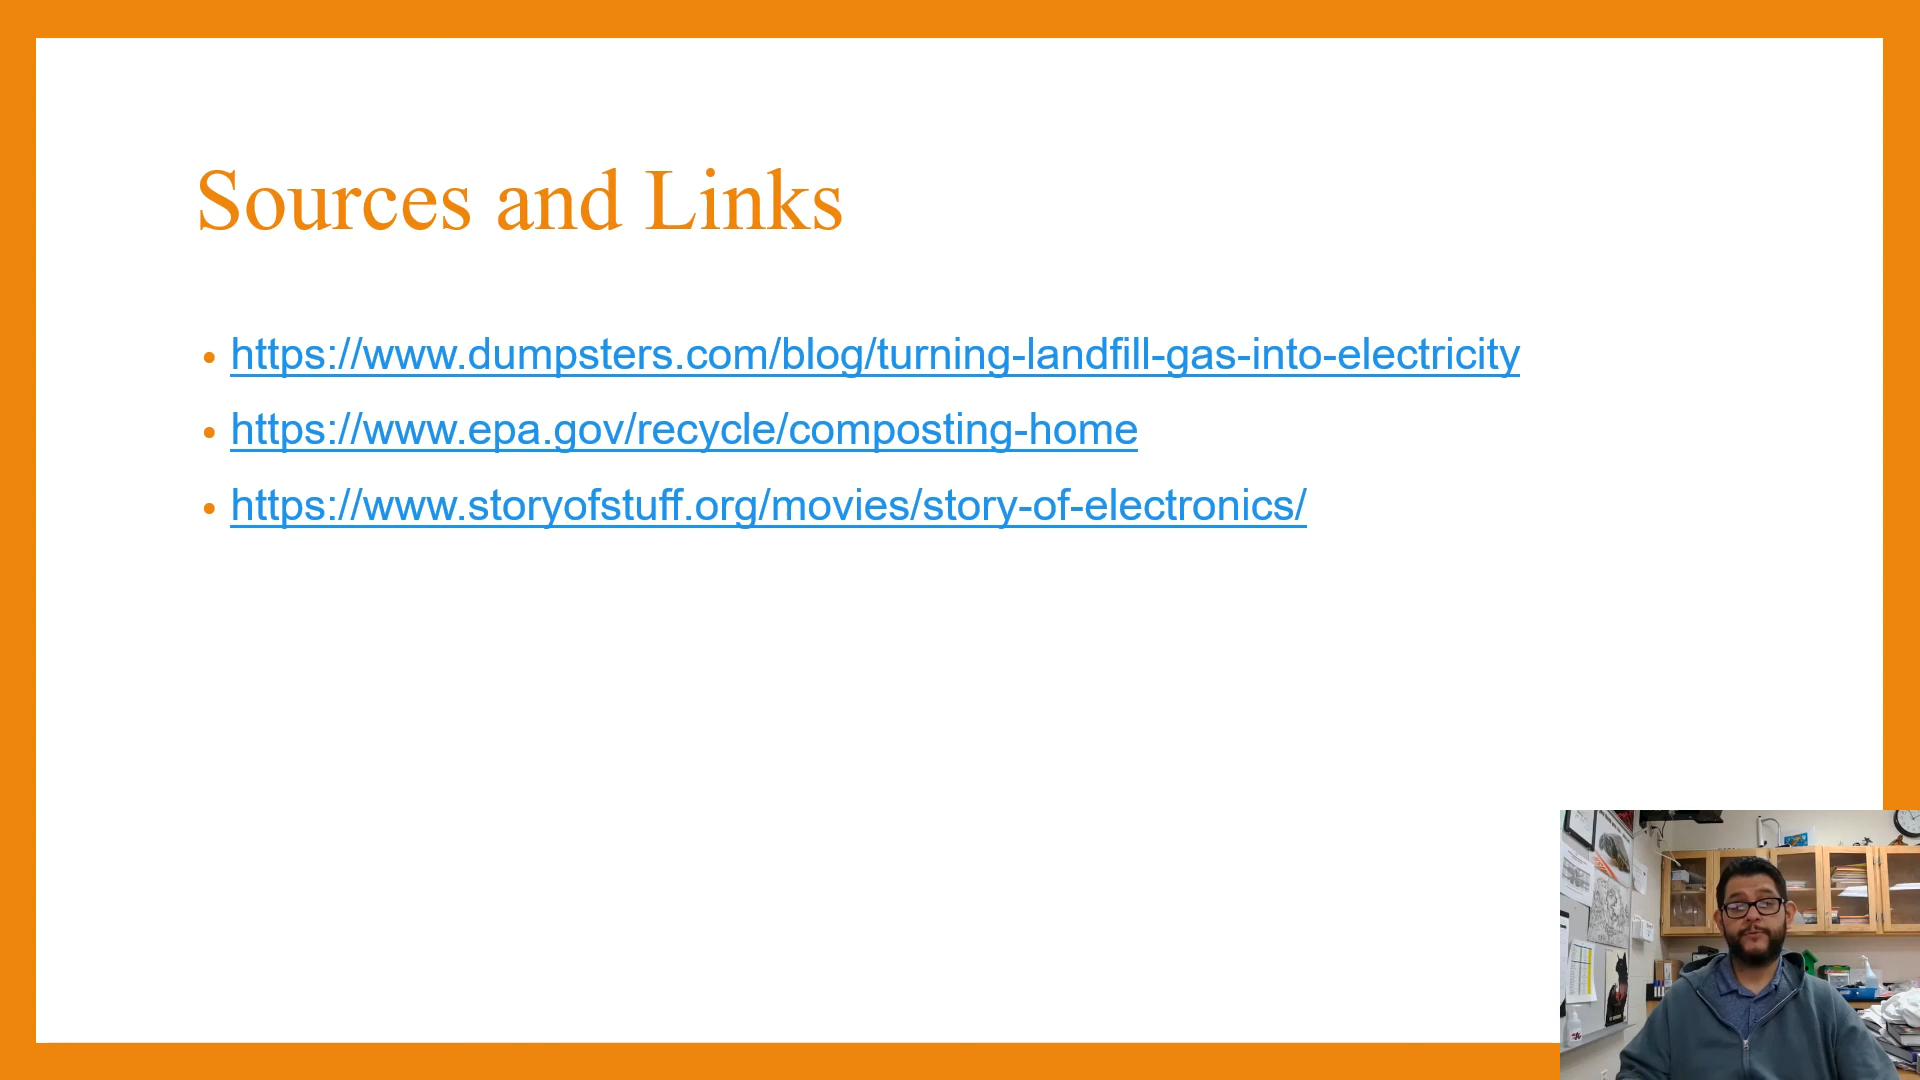 Sources and Links
https://www.dumpsters.com/blog/turning-landfill-gas-into-electricity
https://www.epa.gov/recycle/composting-home
https://www.storyofstuff.org/movies/story-of-electronics/